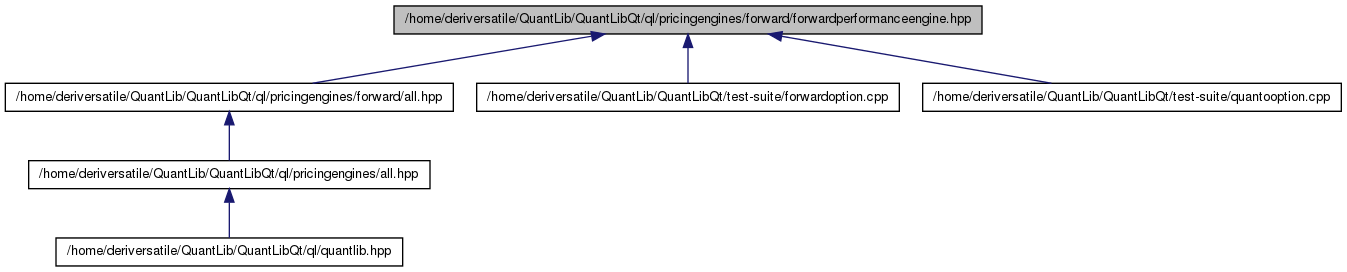 /home/deriversatile/QuantLib/QuantLibQt/ql/pricingengines/forward/forwardperformanceengine.hpp
/home/deriversatile/QuantLib/QuantLibQt/ql/pricingengines/forward/all.hpp
/home/deriversatile/QuantLib/QuantLibQt/test-suite/forwardoption.cpp
/home/deriversatile/QuantLib/QuantLibQt/test-suite/quantooption.cpp
/home/deriversatile/QuantLib/QuantLibQt/ql/pricingengines/all.hpp
/home/deriversatile/QuantLib/QuantLibQt/ql/quantlib.hpp